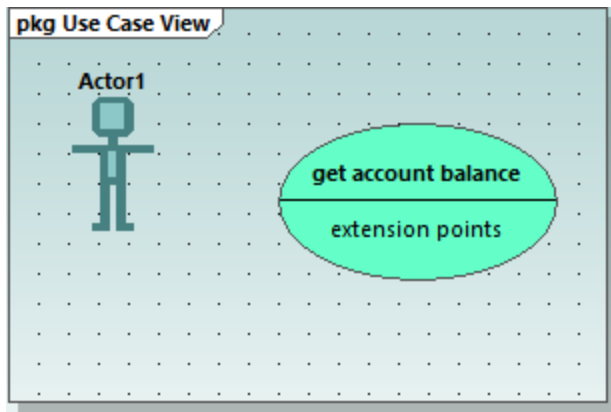 pkg Use Case View
Actor1
get account balance
extension points